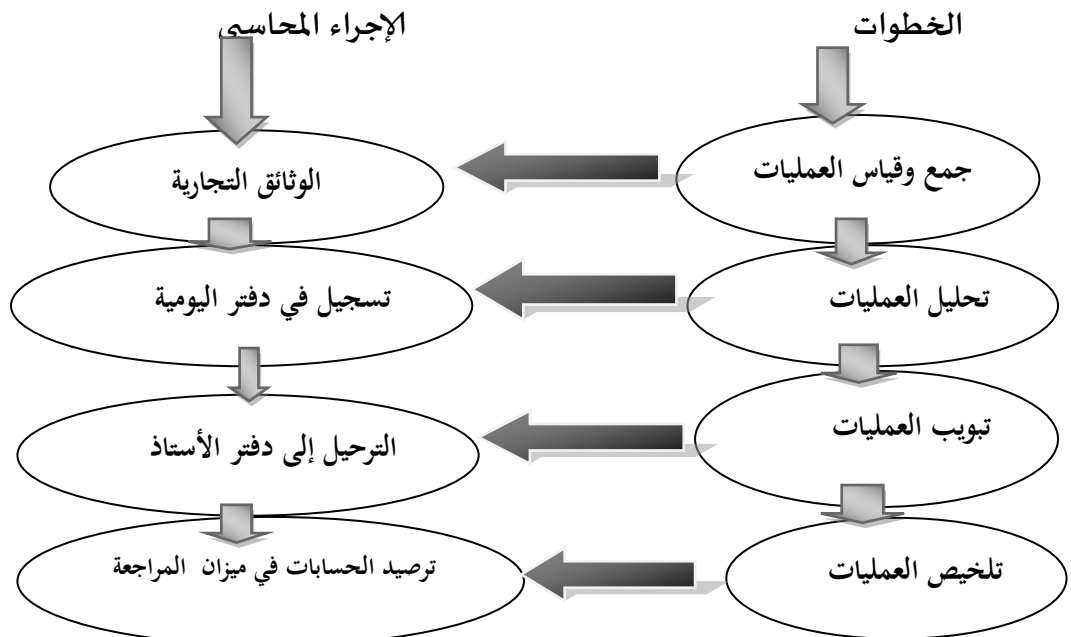 الخطوات
الإجراء المحاسبي
جمع وقياس العمليات
الوثائق التجارية
تحليل العمليات
تسجيل في دفتر اليومية
تبويب العمليات
الترحيل إلى دفتر الأستاذ
تلخيص العمليات
ترصيد الحسابات في ميزان المراجعة